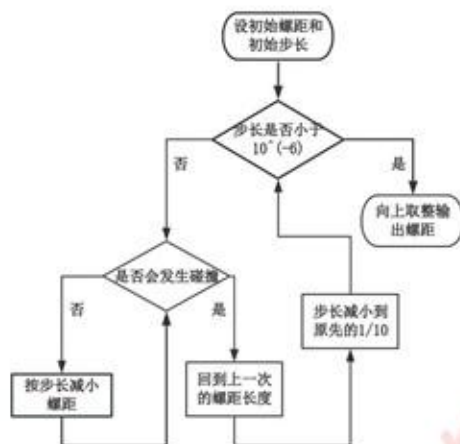 设初始螺距和
初始步长
步长是否小于
10^(-6)
否
是
向上取整输
出螺距
是否会发生碰撞
否
是
步长减小到
原先的1/10
按步长减小
螺距
回到上一次
的螺距长度